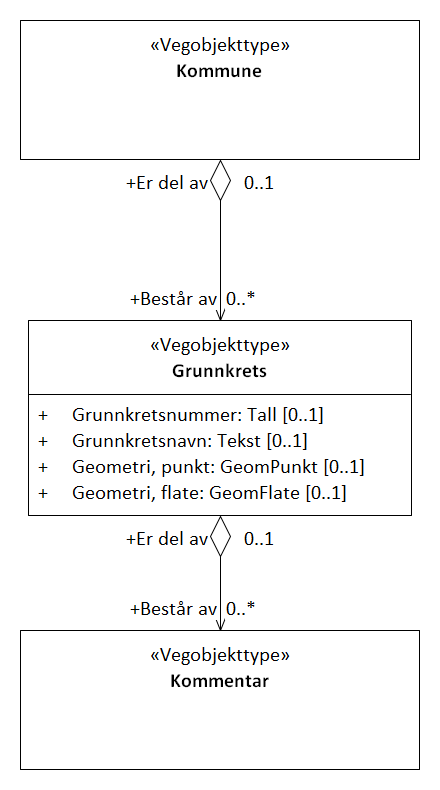 «Vegobjekttype»
Kommune
+Er del av 0..1
+Består av 0..*
«Vegobjekttype»
Grunnkrets
+ Grunnkretsnummer: Tall [0..1]
+ Grunnkretsnavn: Tekst [0..1]
+ Geometri, punkt: GeomPunkt [0..1]
+ Geometri, flate: GeomFlate [0..1]
+Er del av 0..1
+Består av 0..*
«Vegobjekttype»
Kommentar